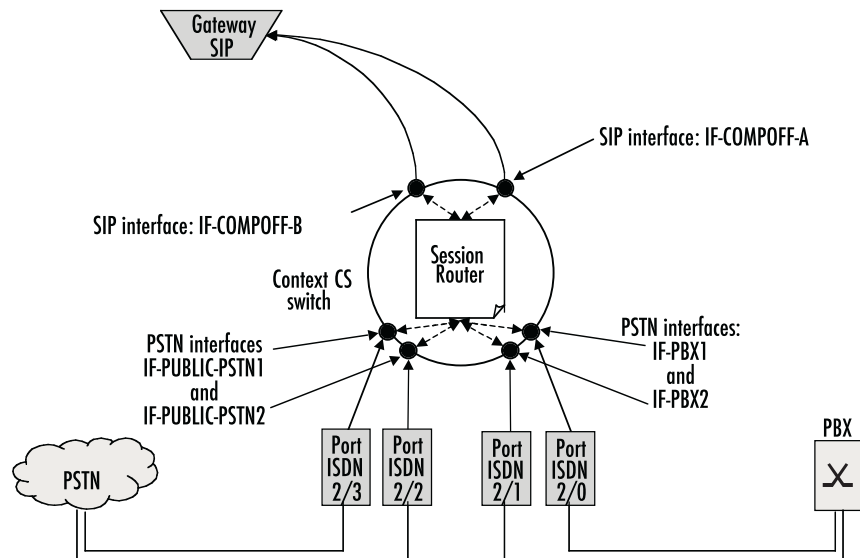 Gateway
SIP
SIP interface: IF-COMPOFF-A
SIP interface: IF-COMPOFF-B
Session
Router
Context CS
switch
PSTN interfaces
IF-PUBLIC-PSTN1
and
IF-PUBLIC-PSTN2
PSTN interfaces:
IF-PBX1
and
IF-PBX2
PSTN
Port
ISDN
2/3
Port
ISDN
2/2
Port
ISDN
2/1
Port
ISDN
2/0
PBX